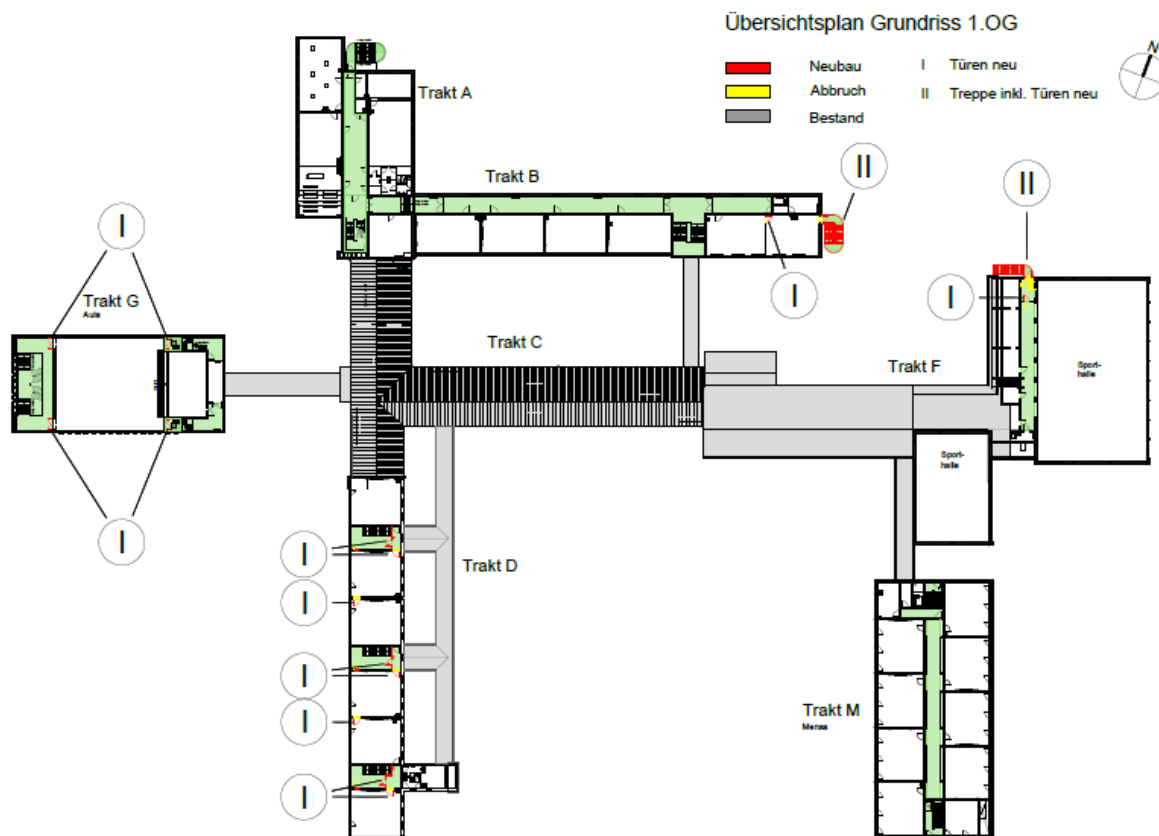 Übersichtsplan Grundriss 1.OG
Neubau
I Türen neu
N
Abbruch
II Treppe inkl. Türen neu
Bestand
Trakt A
Trakt B
II
II
I
I
I
Trakt G
Aula
Trakt C
Trakt F
Sport-
halle
Sport-
halle
I
I
Trakt D
I
I
I
Trakt M
Mensa
I